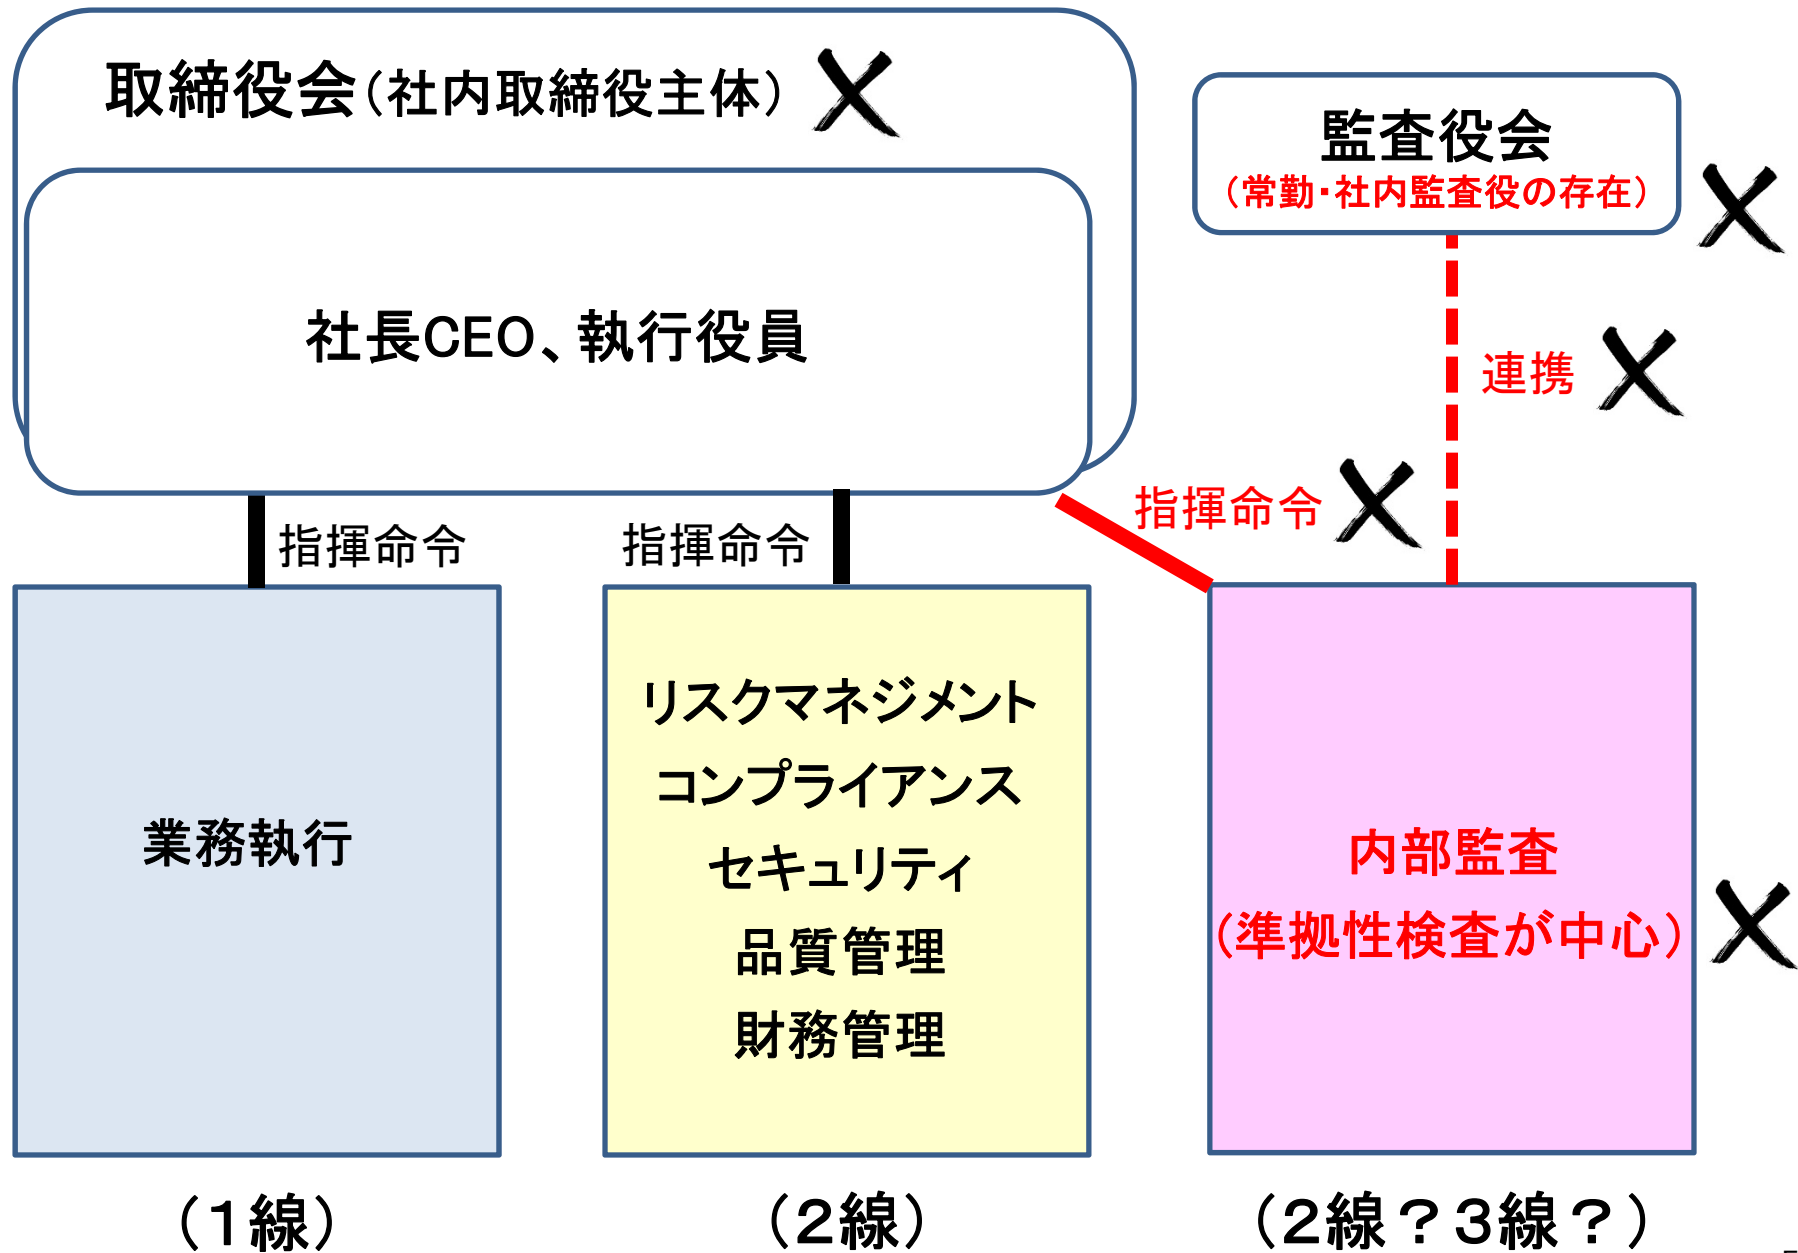 取締役会（社内取締役主体）
監査役会
（常勤・社内監査役の存在）
社長CEO、執行役員
連携
指揮命令
指揮命令
指揮命令
業務執行
リスクマネジメント
コンプライアンス
セキュリティ
品質管理
財務管理
内部監査
（準拠性検査が中心）
（１線）
（２線）
（２線？３線？）